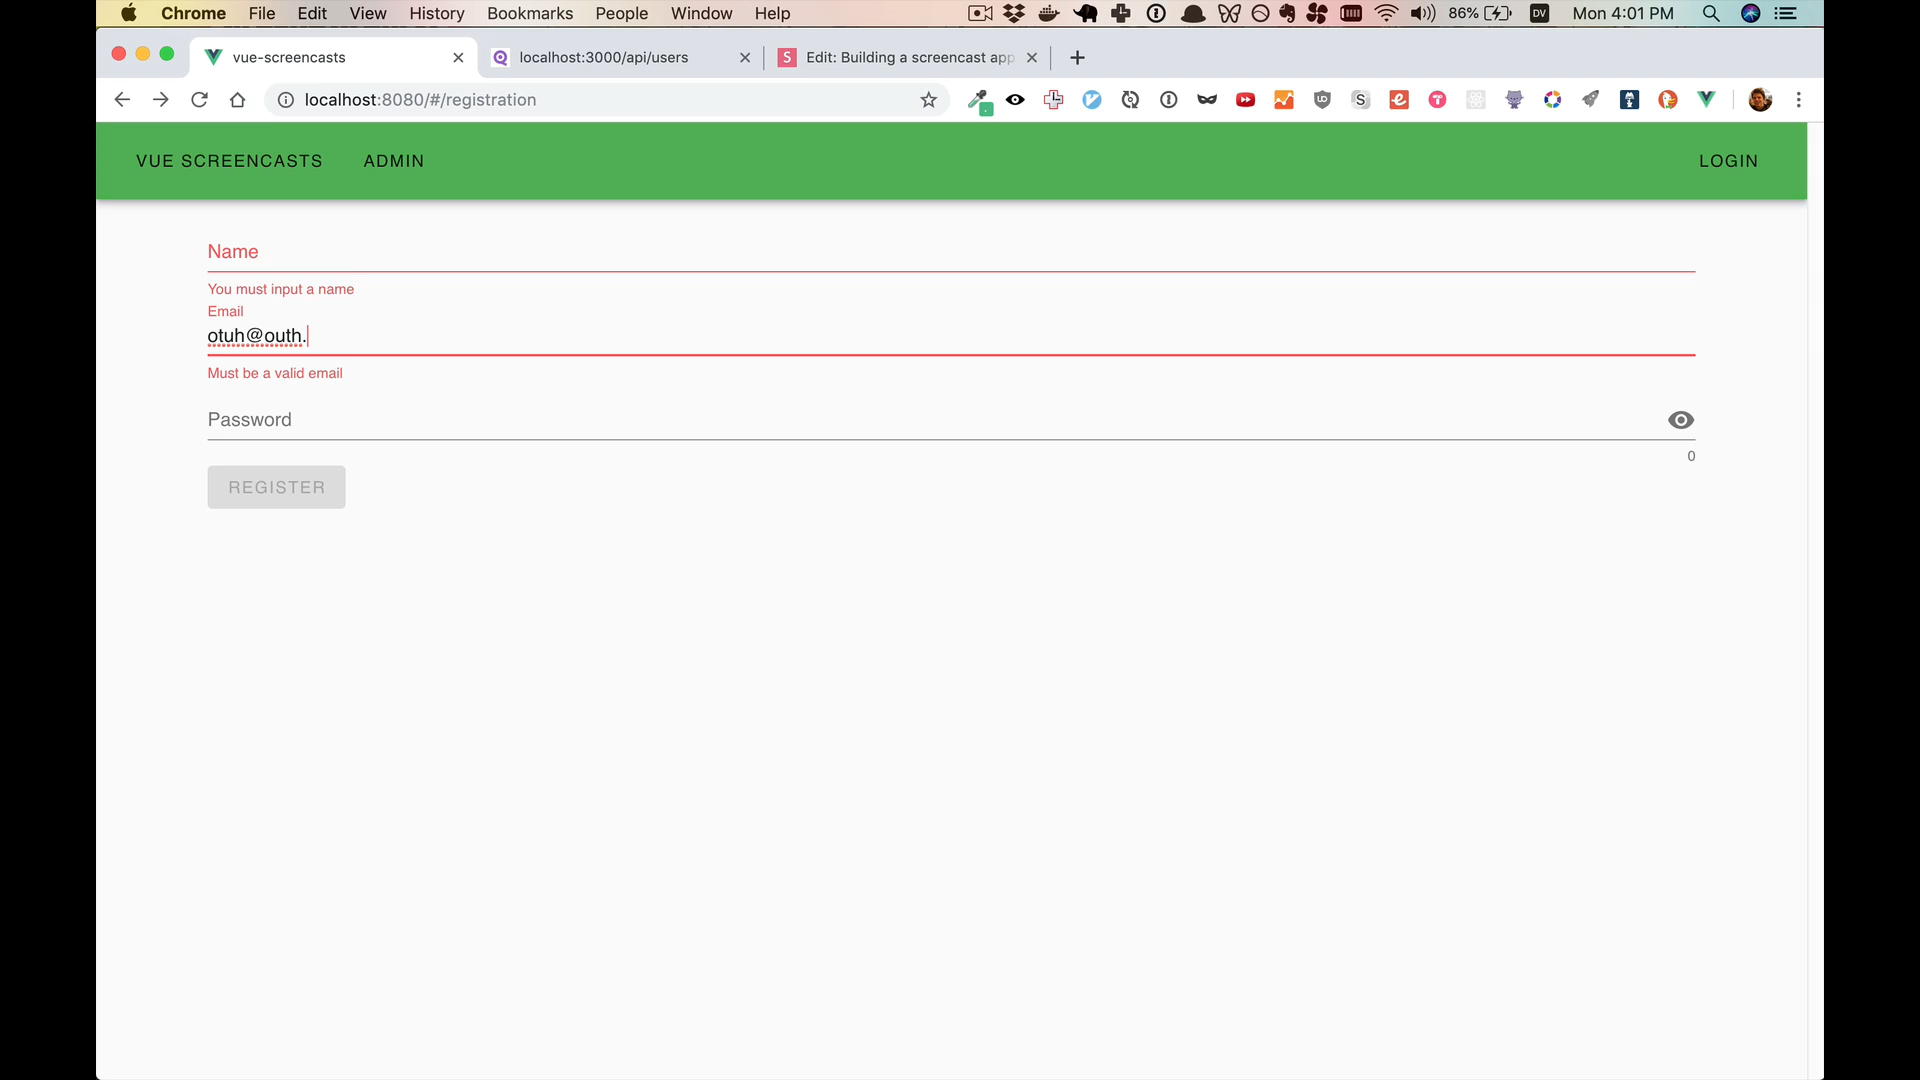 Chrome File Edit View History Bookmarks People Window Help 86% DV Mon 4:01 PM
vue-screencasts localhost:3000/api/users S Edit: Building a screencast app
localhost:8080/#/registration
VUE SCREENCASTS ADMIN LOGIN
Name
You must input a name
Email
otuh@outh.
Must be a valid email
Password
0
REGISTER